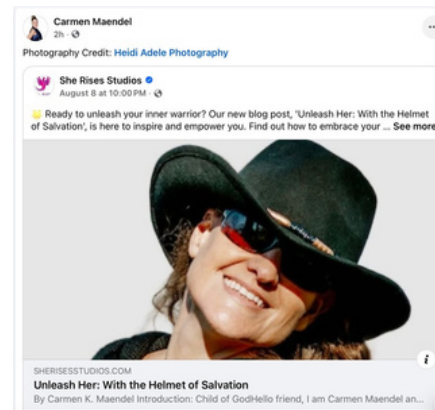 Carmen Maendel
2h ·
Photography Credit: Heidi Adele Photography
She Rises Studios
August 8 at 10:00 PM ·
Ready to unleash your inner warrior? Our new blog post, 'Unleash Her: With the Helmet
of Salvation', is here to inspire and empower you. Find out how to embrace your ... See more
SHERISESSTUDIOS.COM
Unleash Her: With the Helmet of Salvation
By Carmen K. Maendel Introduction: Child of GodHello friend, I am Carmen Maendel an...